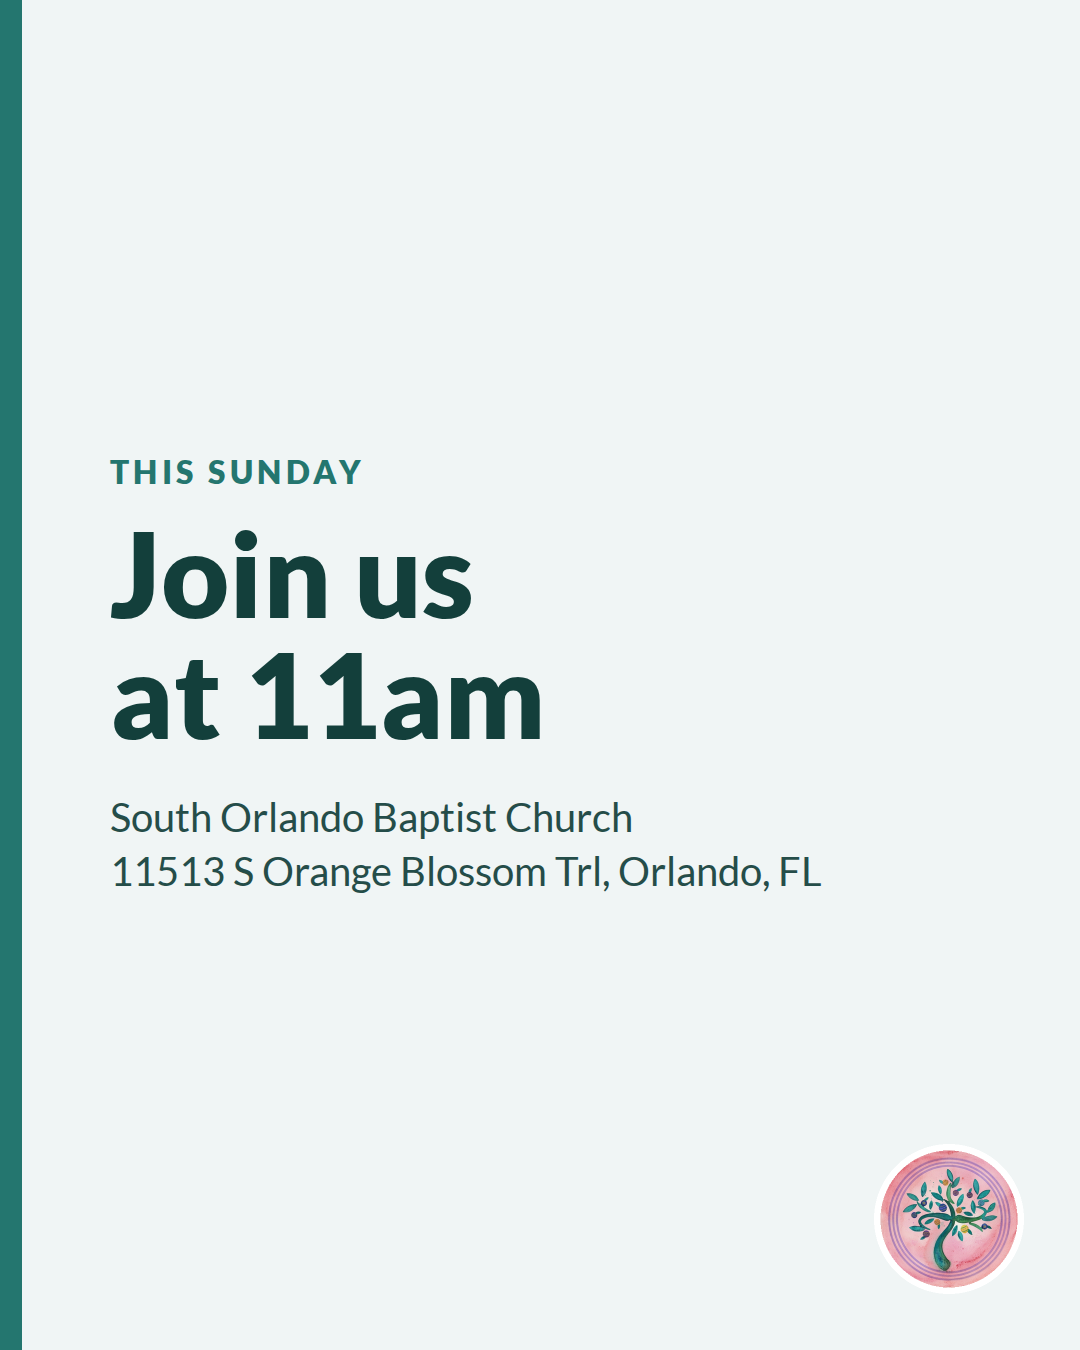 THIS SUNDAY
Join us
at 11am
South Orlando Baptist Church
11513 S Orange Blossom Trl, Orlando, FL